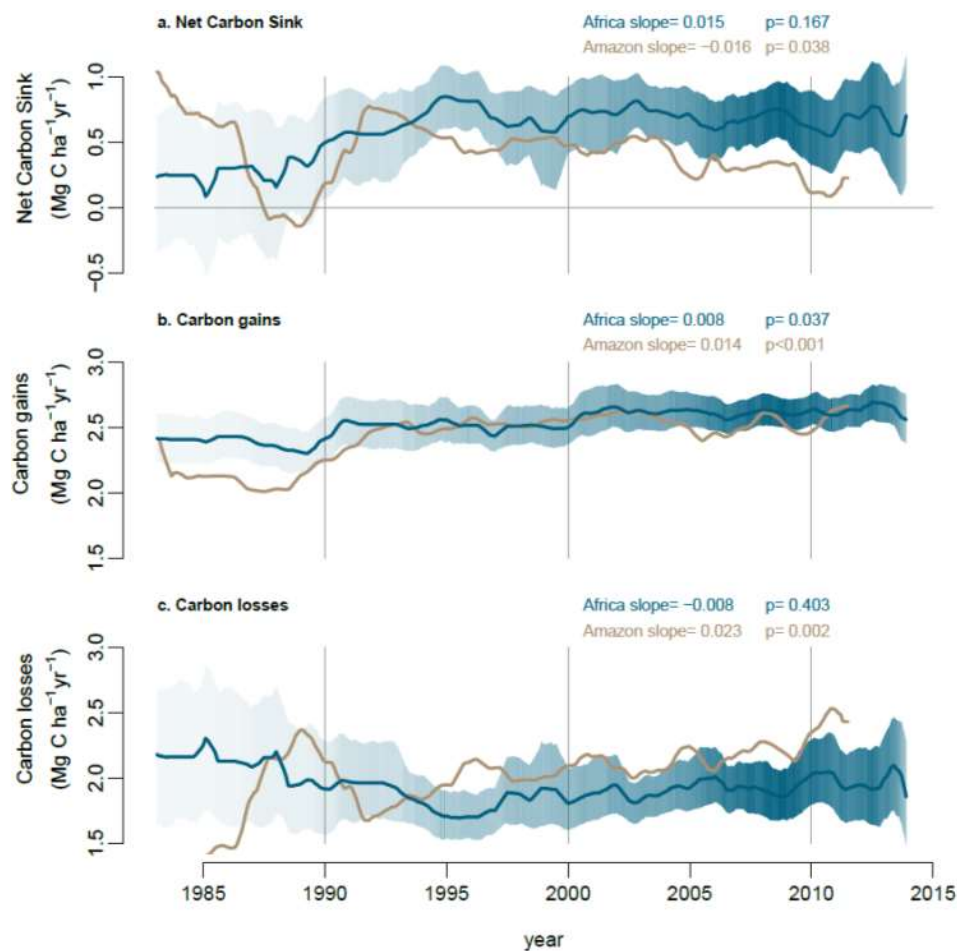 a. Net Carbon Sink
Africa slope= 0.015 p= 0.167
Amazon slope= −0.016 p= 0.038
Net Carbon Sink
(Mg C ha⁻¹yr⁻¹)
1.0
0.5
0.0
−0.5
b. Carbon gains
Africa slope= 0.008 p= 0.037
Amazon slope= 0.014 p<0.001
Carbon gains
(Mg C ha⁻¹yr⁻¹)
3.0
2.5
2.0
1.5
c. Carbon losses
Africa slope= −0.008 p= 0.403
Amazon slope= 0.023 p= 0.002
Carbon losses
(Mg C ha⁻¹yr⁻¹)
3.0
2.5
2.0
1.5
1985 1990 1995 2000 2005 2010 2015
year